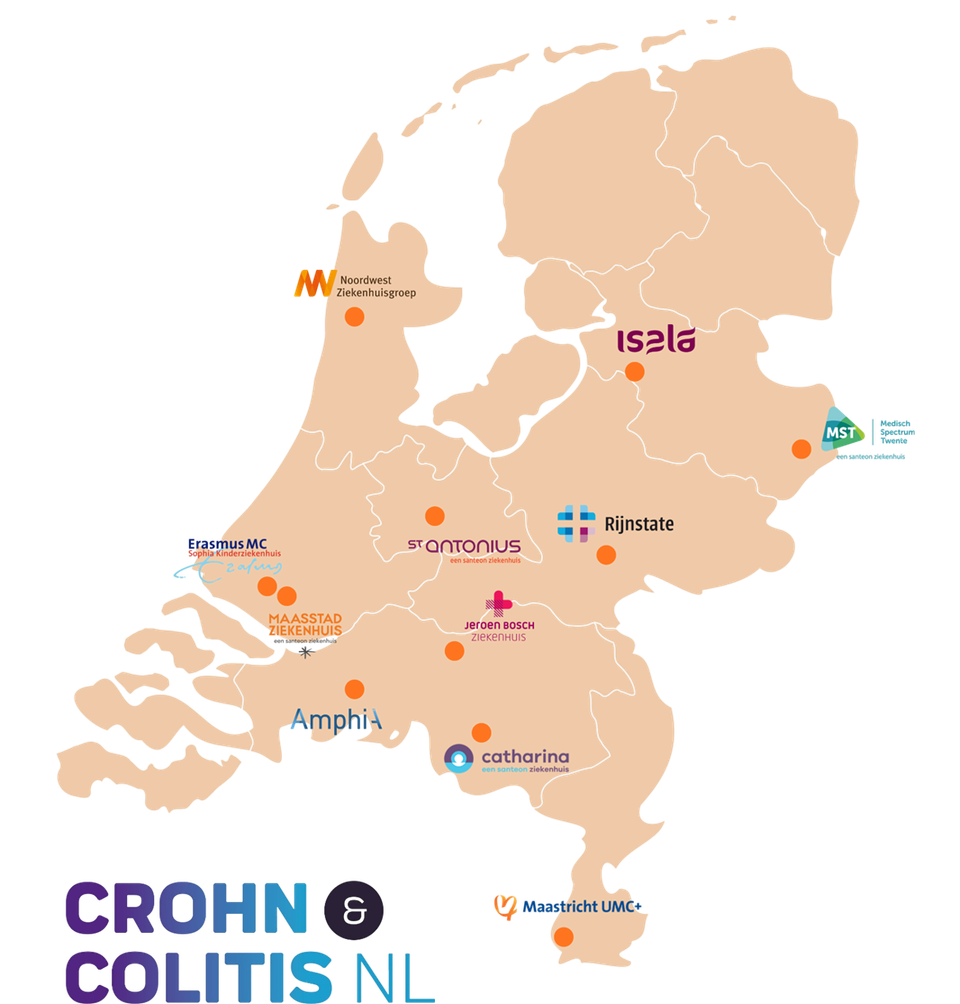 Noordwest
Ziekenhuisgroep
Isala
MST
Medisch
Spectrum
Twente
een santeon ziekenhuis
Rijnstate
ST ANTONIUS
een santeon ziekenhuis
Erasmus MC
Sophia Kinderziekenhuis
Erasmus
MAASSTAD
ZIEKENHUIS
een santeon ziekenhuis
JEROEN BOSCH
ZIEKENHUIS
Amphia
catharina
een santeon ziekenhuis
Maastricht UMC+
CROHN &
COLITIS NL